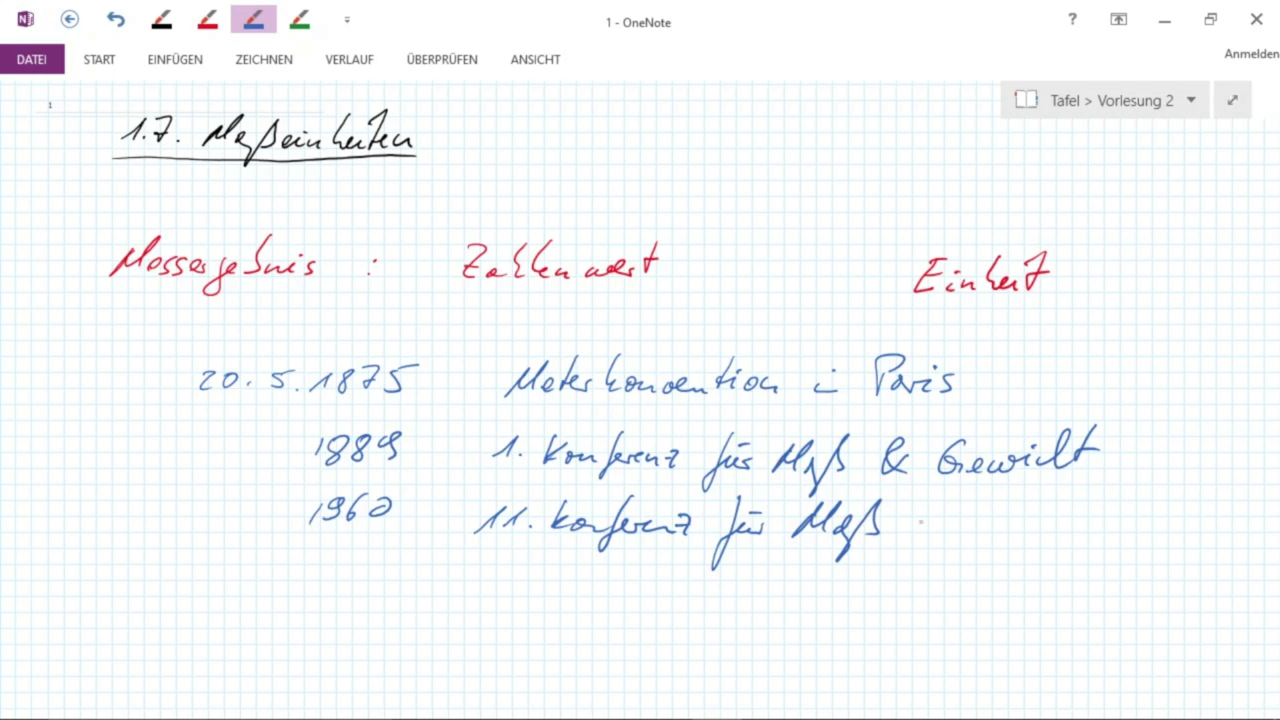 1 - OneNote
?
DATEI START EINFÜGEN ZEICHNEN VERLAUF ÜBERPRÜFEN ANSICHT
Anmelden
1
Tafel > Vorlesung 2
1.7. Maßeinheiten
Messergebnis : Zahlenwert Einheit
20.5.1875 Meterkonvention in Paris
1889 1. Konferenz für Maß & Gewicht
1960 11. Konferenz für Maß